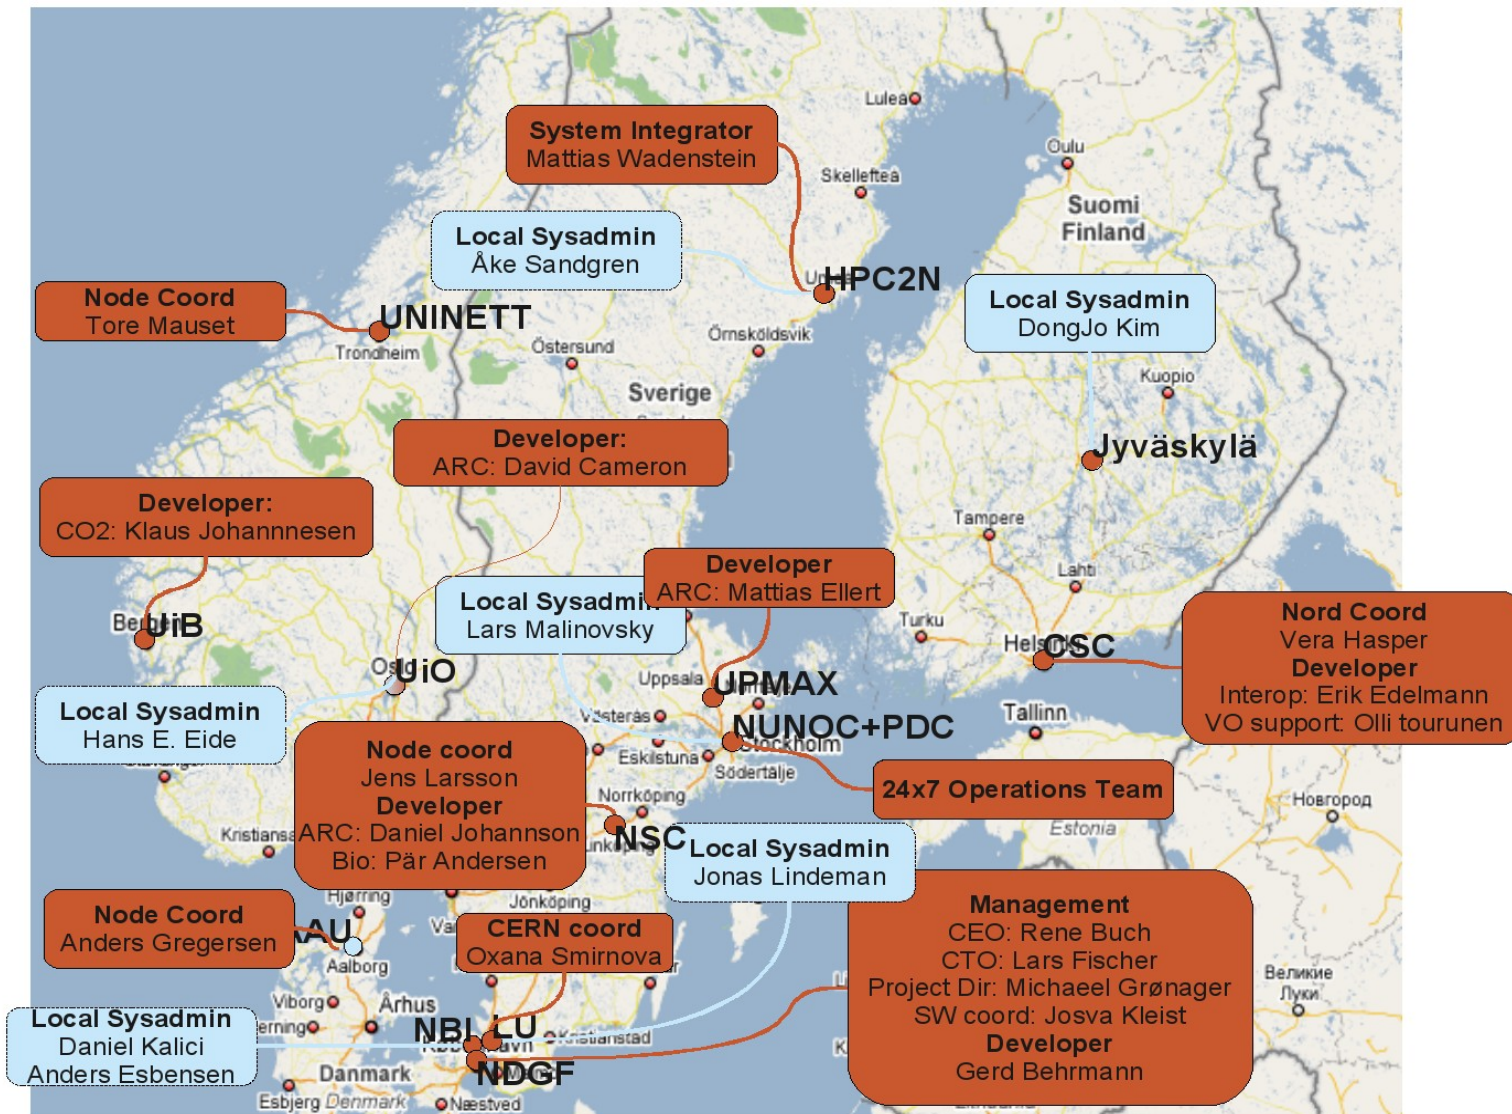 Luleå
System Integrator
Mattias Wadenstein
Oulu
Skellefteå
Suomi
Finland
Local Sysadmin
Åke Sandgren
HPC2N
Node Coord
Tore Mauset
UNINETT
Trondheim
Local Sysadmin
DongJo Kim
Östersund
Örnsköldsvik
Sverige
Kuopio
Developer:
ARC: David Cameron
Jyväskylä
Developer:
CO2: Klaus Johannnesen
Tampere
Lahti
Developer
ARC: Mattias Ellert
Local Sysadmin
Lars Malinovsky
Turku
UiB
Helsinki
CSC
Nord Coord
Vera Hasper
Developer
Interop: Erik Edelmann
VO support: Olli tourunen
Oslo
UiO
Uppsala
UPMAX
Local Sysadmin
Hans E. Eide
Västerås
NUNOC+PDC
Stockholm
Tallinn
Eskilstuna
Södertälje
Node coord
Jens Larsson
Developer
ARC: Daniel Johannson
Bio: Pär Andersen
24x7 Operations Team
Norrköping
Новгород
Estonia
NSC
Local Sysadmin
Jonas Lindeman
Hjørring
Jönköping
Node Coord
Anders Gregersen
AAU
Aalborg
CERN coord
Oxana Smirnova
Management
CEO: Rene Buch
CTO: Lars Fischer
Project Dir: Michaeel Grønager
SW coord: Josva Kleist
Developer
Gerd Behrmann
Великие
Луки
Viborg
Århus
Local Sysadmin
Daniel Kalici
Anders Esbensen
NBI
LU
Kristianstad
NDGF
Danmark
Denmark
Esbjerg
Næstved